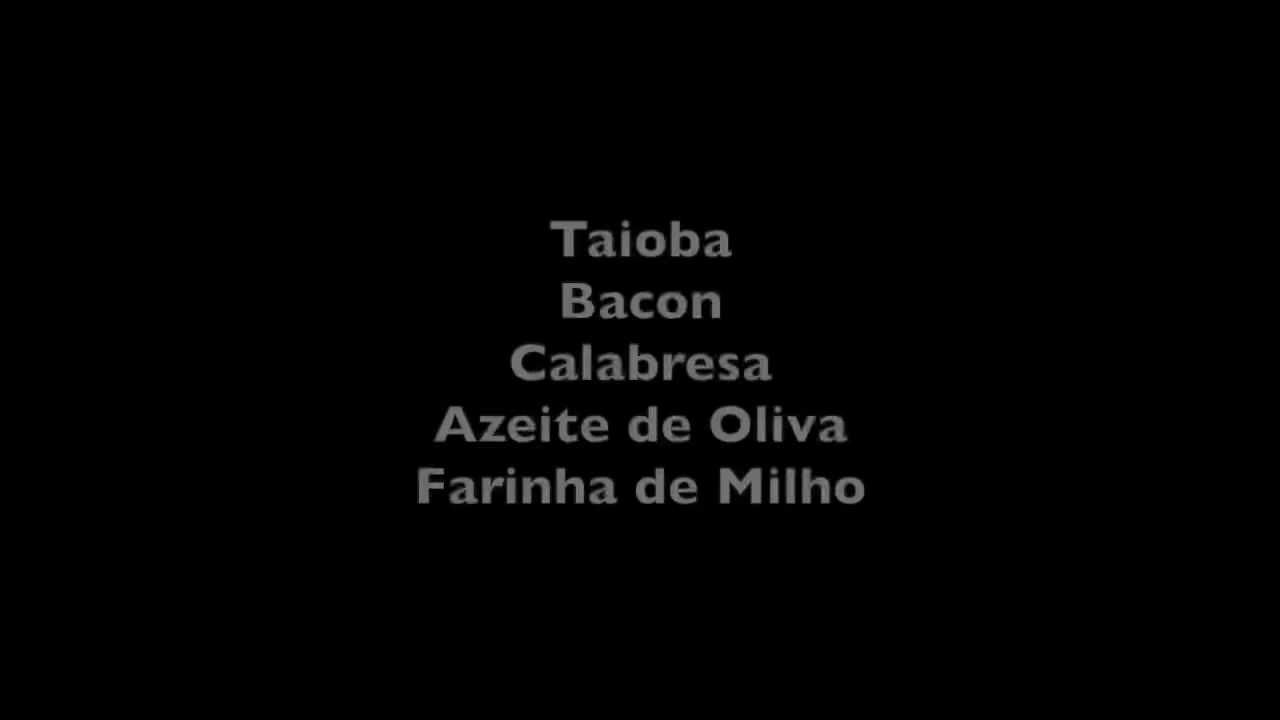 Taioba
Bacon
Calabresa
Azeite de Oliva
Farinha de Milho